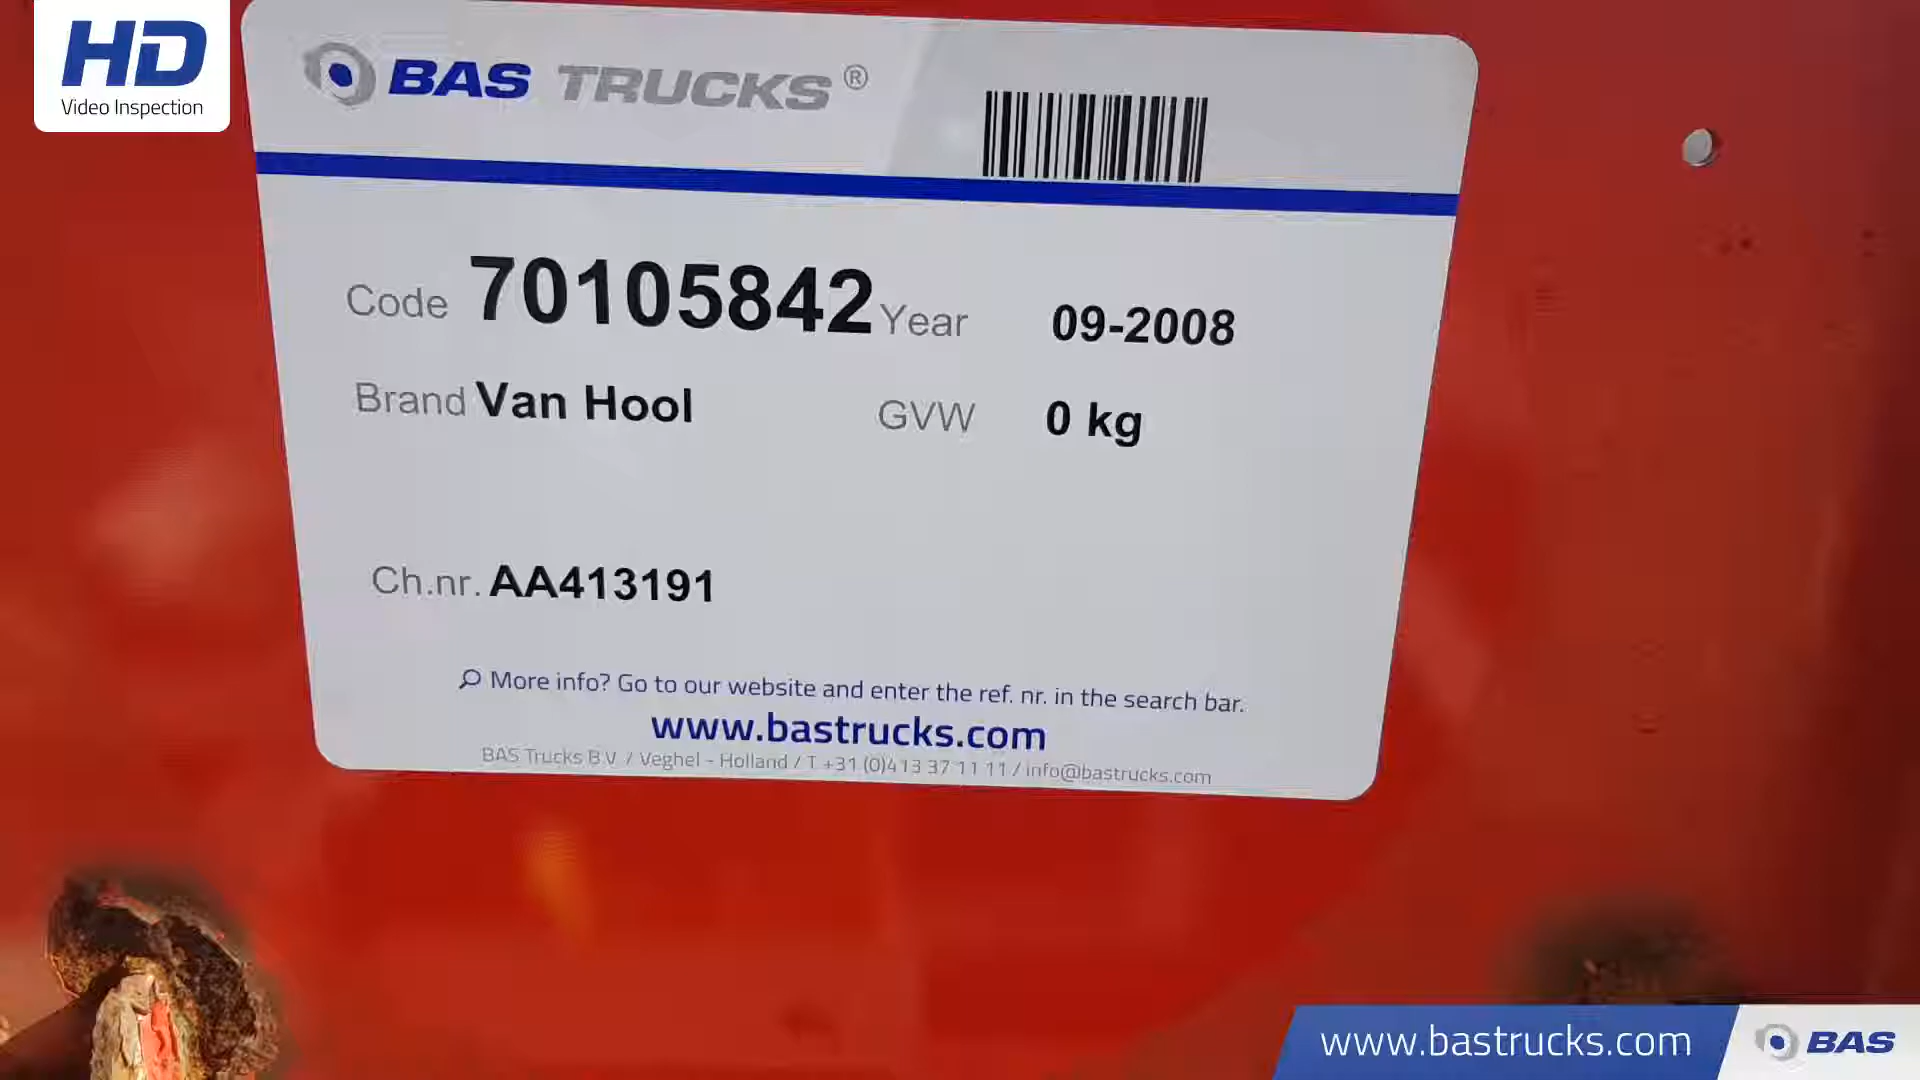 HD
Video Inspection
BAS TRUCKS®
Code 70105842 Year 09-2008
Brand Van Hool GVW 0 kg
Ch.nr. AA413191
More info? Go to our website and enter the ref. nr. in the search bar.
www.bastrucks.com
BAS Trucks B.V. / Veghel - Holland / T +31 (0)413 37 11 11 / info@bastrucks.com
www.bastrucks.com BAS